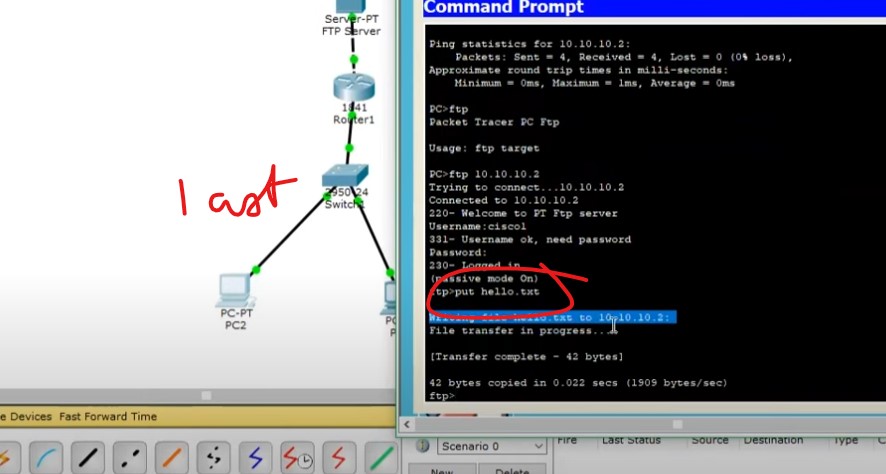 Server-PT
FTP Server
1841
Router1
2950-24
Switch
last
PC-PT
PC2
Command Prompt
Ping statistics for 10.10.10.2:
Packets: Sent = 4, Received = 4, Lost = 0 (0% loss),
Approximate round trip times in milli-seconds:
Minimum = 0ms, Maximum = 1ms, Average = 0ms
PC>ftp
Packet Tracer PC Ftp
Usage: ftp target
PC>ftp 10.10.10.2
Trying to connect...10.10.10.2
Connected to 10.10.10.2
220- Welcome to PT Ftp server
Username:cisco1
331- Username ok, need password
Password:
230- Logged in
(passive mode On)
ftp>put hello.txt
Writing file hello.txt to 10.10.10.2:
File transfer in progress...
[Transfer complete - 42 bytes]
42 bytes copied in 0.022 secs (1909 bytes/sec)
ftp>
e Devices Fast Forward Time
Scenario 0
Fire Last Status Source Destination Type
New Delete